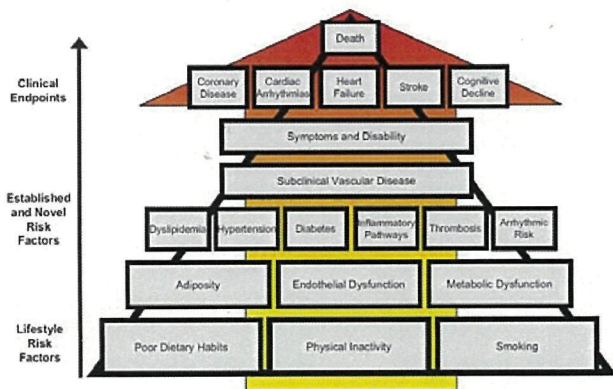 Death
Clinical
Endpoints
Coronary
Disease
Cardiac
Arrhythmias
Heart
Failure
Stroke
Cognitive
Decline
Symptoms and Disability
Subclinical Vascular Disease
Established
and Novel
Risk
Factors
Dyslipidemia
Hypertension
Diabetes
Inflammatory
Pathways
Thrombosis
Arrhythmic
Risk
Adiposity
Endothelial Dysfunction
Metabolic Dysfunction
Lifestyle
Risk
Factors
Poor Dietary Habits
Physical Inactivity
Smoking